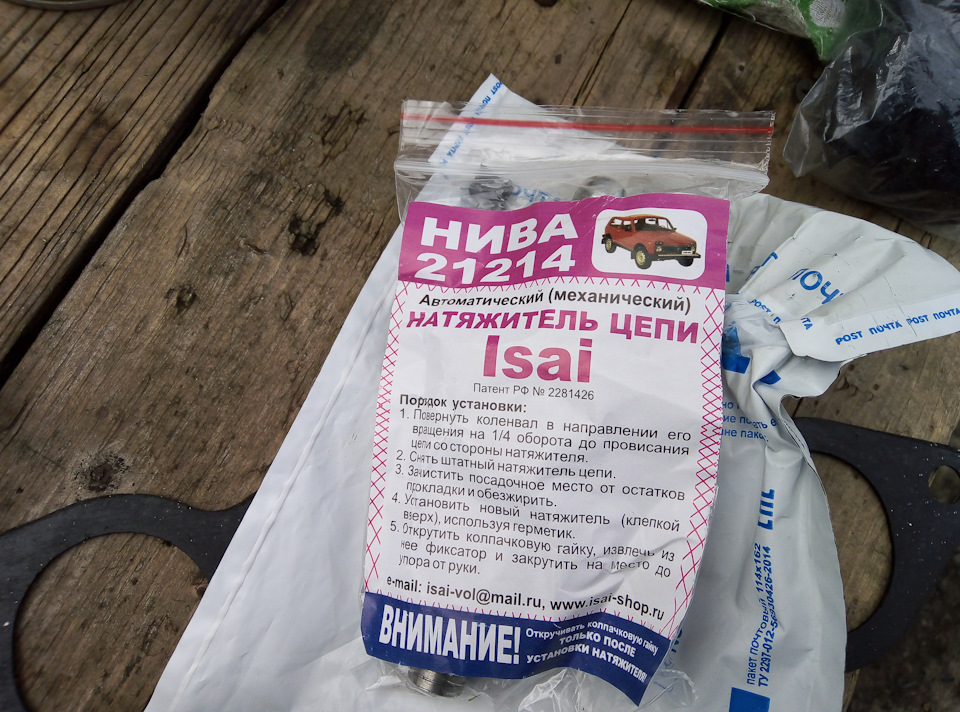 НИВА
21214
Автоматический (механический)
НАТЯЖИТЕЛЬ ЦЕПИ
Isai
Патент РФ № 2281426
Порядок установки:
1. Повернуть коленвал в направлении его
вращения на 1/4 оборота до провисания
цепи со стороны натяжителя.
2. Снять штатный натяжитель цепи.
3. Зачистить посадочное место от остатков
прокладки и обезжирить.
4. Установить новый натяжитель (клепкой
вверх), используя герметик.
5. Открутить колпачковую гайку, извлечь из
нее фиксатор и закрутить на место до
упора от руки.
e-mail: isai-vol@mail.ru, www.isai-shop.ru
ВНИМАНИЕ!
Откручивать колпачковую гайку
ТОЛЬКО ПОСЛЕ
УСТАНОВКИ НАТЯЖИТЕЛЯ!
POST ПОЧТА POST ПОЧТА
пакет почтовый 114х162